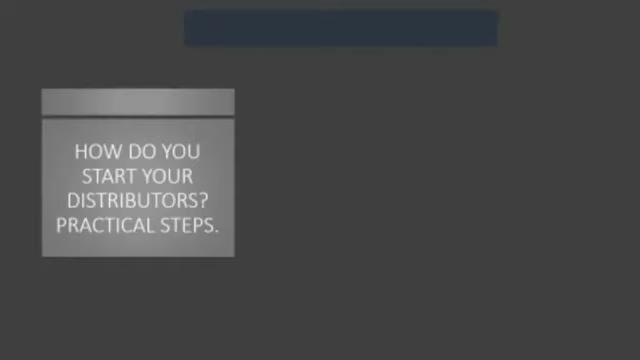 HOW DO YOU
START YOUR
DISTRIBUTORS?
PRACTICAL STEPS.